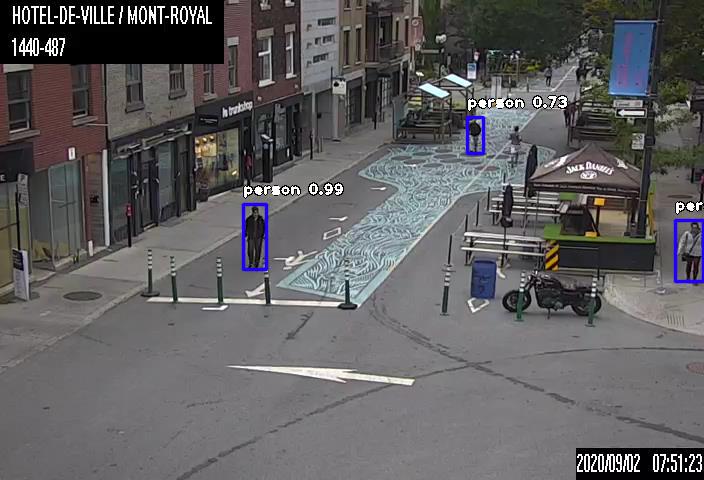 HOTEL-DE-VILLE / MONT-ROYAL
1440-487
person 0.73
person 0.99
per
JACK DANIEL'S
2020/09/02 07:51:23